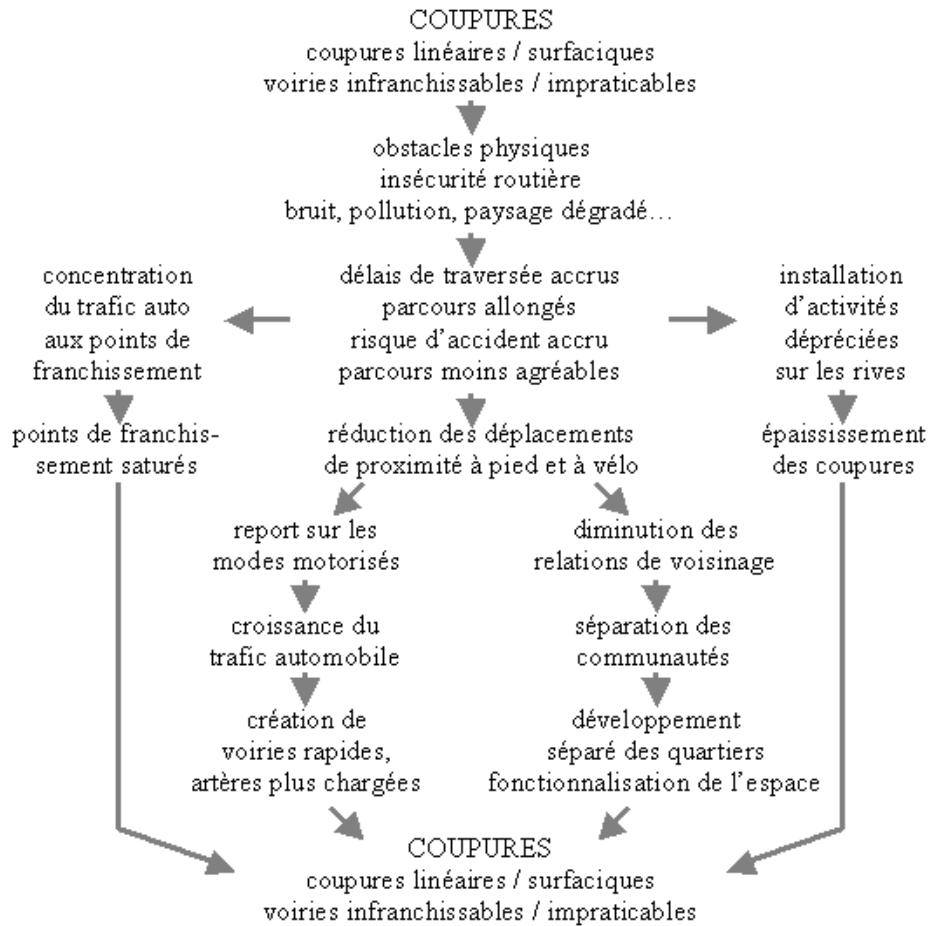 COUPURES
coupures linéaires / surfaciques
voiries infranchissables / impraticables
obstacles physiques
insécurité routière
bruit, pollution, paysage dégradé…
concentration
du trafic auto
aux points de
franchissement
délais de traversée accrus
parcours allongés
risque d'accident accru
parcours moins agréables
installation
d'activités
dépréciées
sur les rives
points de franchis-
sement saturés
réduction des déplacements
de proximité à pied et à vélo
épaississement
des coupures
report sur les
modes motorisés
diminution des
relations de voisinage
croissance du
trafic automobile
séparation des
communautés
création de
voiries rapides,
artères plus chargées
développement
séparé des quartiers
fonctionnalisation de l'espace
COUPURES
coupures linéaires / surfaciques
voiries infranchissables / impraticables